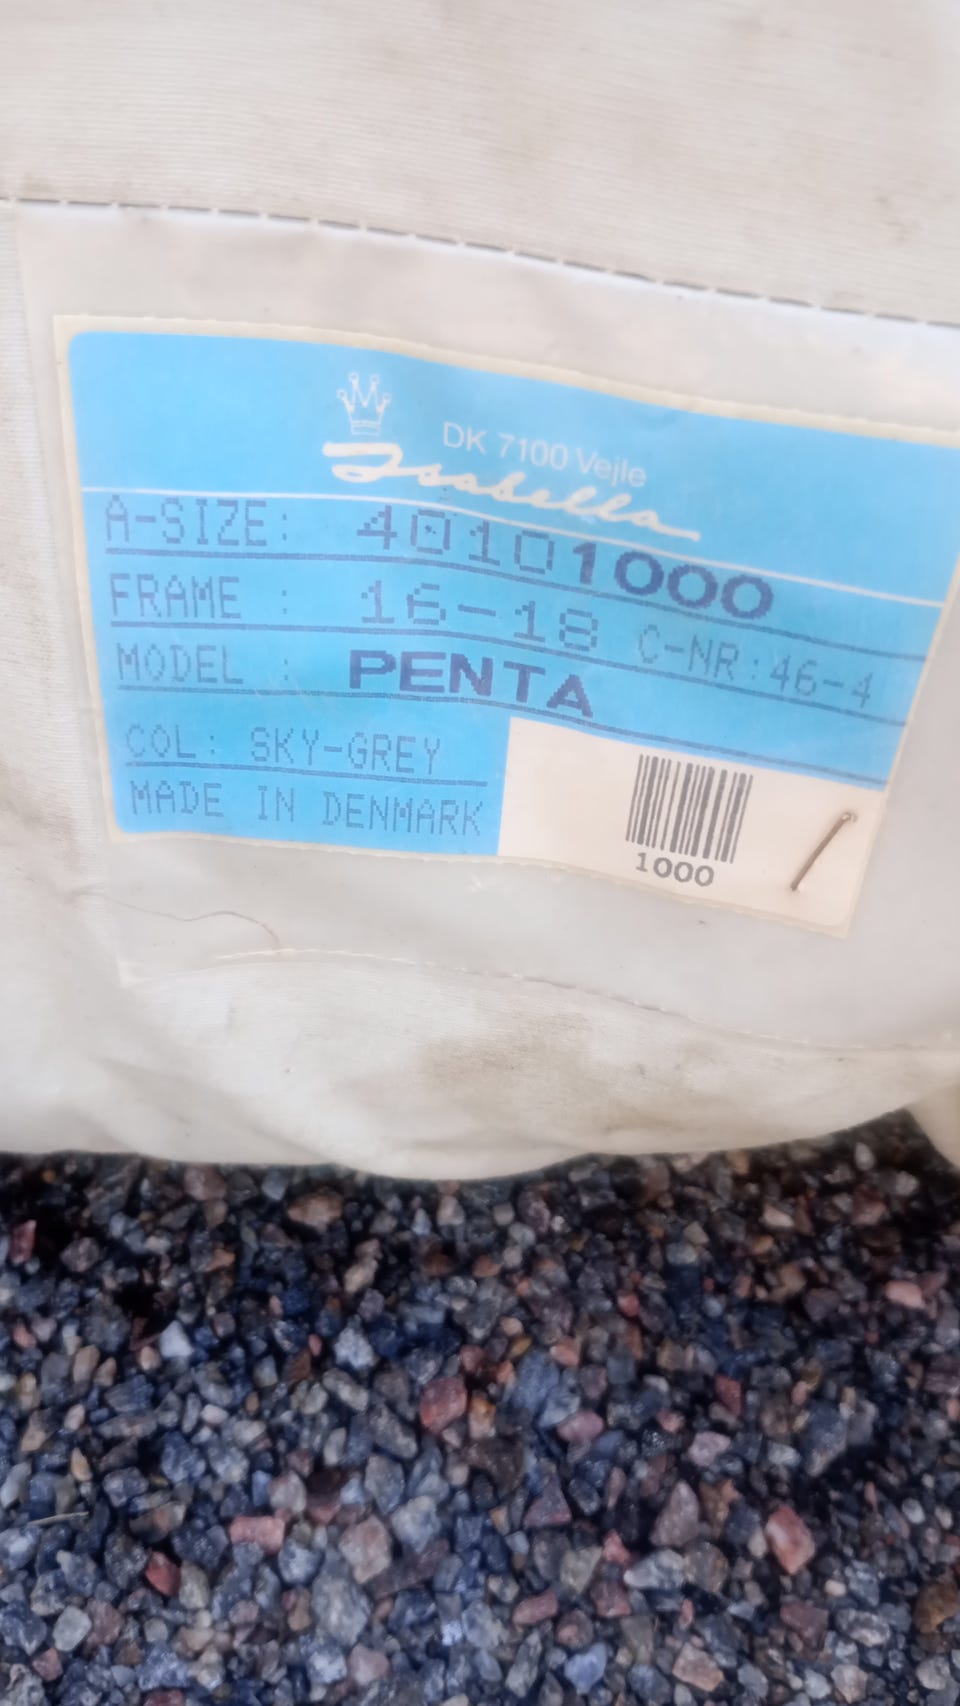 DK 7100 Vejle
Isabella
A-SIZE: 40101000
FRAME : 16-18 C-NR:46-4
MODEL : PENTA
COL: SKY-GREY
MADE IN DENMARK
1000